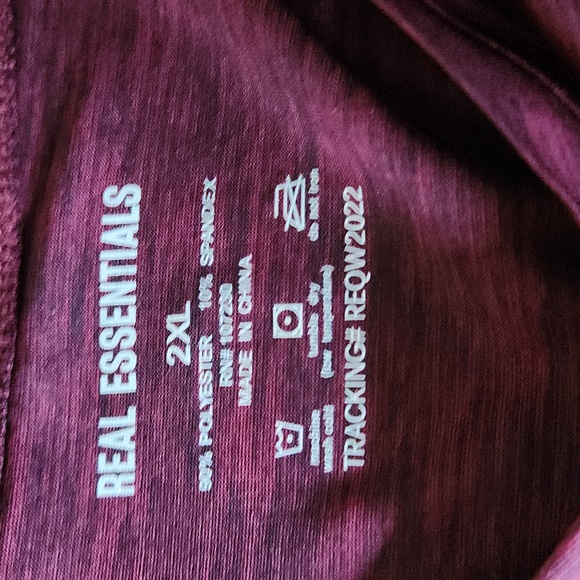 REAL ESSENTIALS
2XL
90% POLYESTER 10% SPANDEX
RN# 107298
MADE IN CHINA
machine wash cold
tumble dry (low temperature)
do not iron
TRACKING# REQW2022